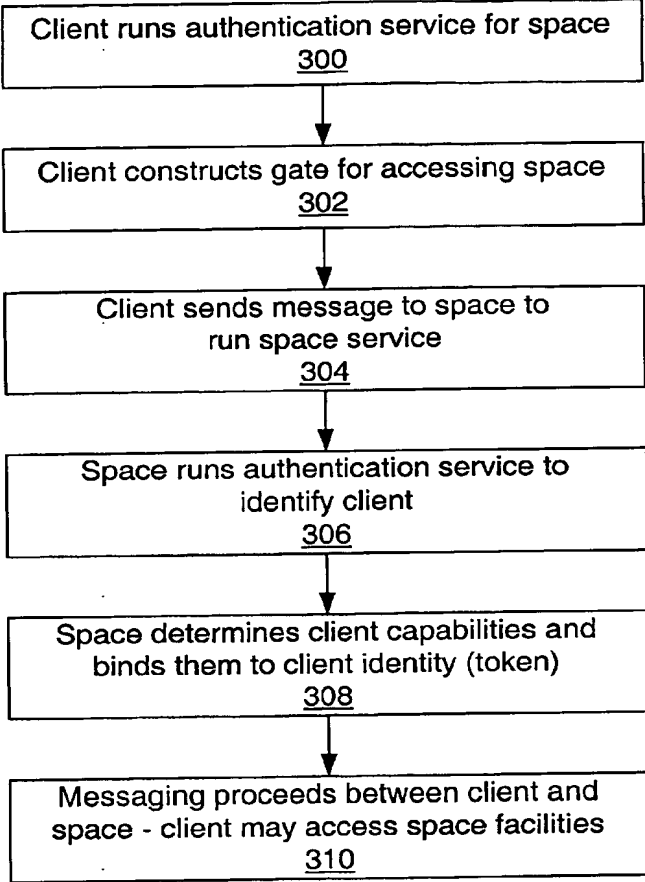 Client runs authentication service for space
300
Client constructs gate for accessing space
302
Client sends message to space to
run space service
304
Space runs authentication service to
identify client
306
Space determines client capabilities and
binds them to client identity (token)
308
Messaging proceeds between client and
space - client may access space facilities
310